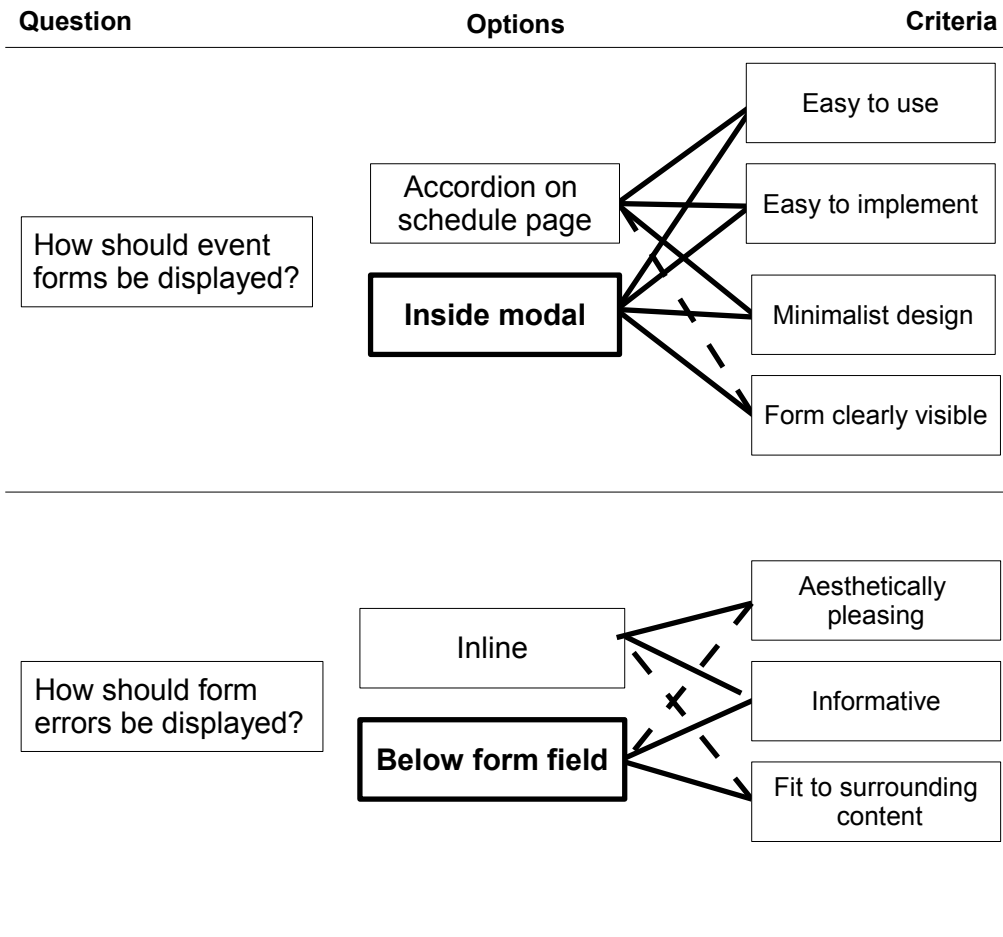 Question
Options
Criteria
How should event
forms be displayed?
Accordion on
schedule page
Inside modal
Easy to use
Easy to implement
Minimalist design
Form clearly visible
How should form
errors be displayed?
Inline
Below form field
Aesthetically
pleasing
Informative
Fit to surrounding
content